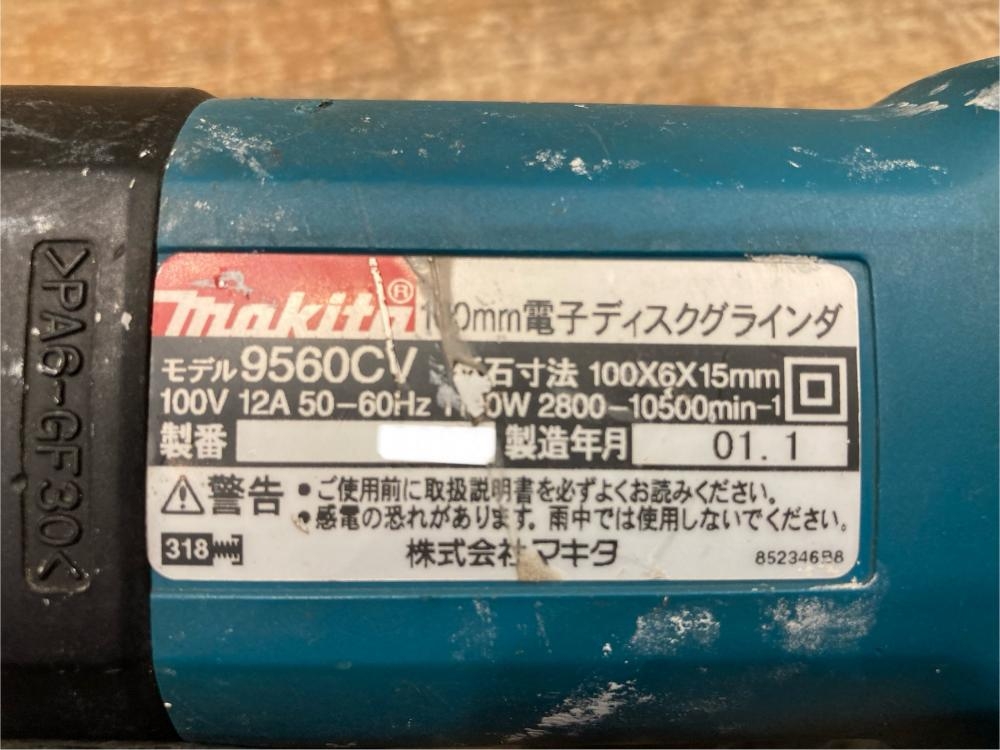 makita® 100mm電子ディスクグラインダ
モデル 9560CV 石寸法 100X6X15mm
100V 12A 50-60Hz 2800-10500min-1
製番 製造年月 01.1
警告 •ご使用前に取扱説明書を必ずよくお読みください。
•感電の恐れがあります。雨中では使用しないでください。
318 株式会社マキタ 852346B8
>PA6-GF30<